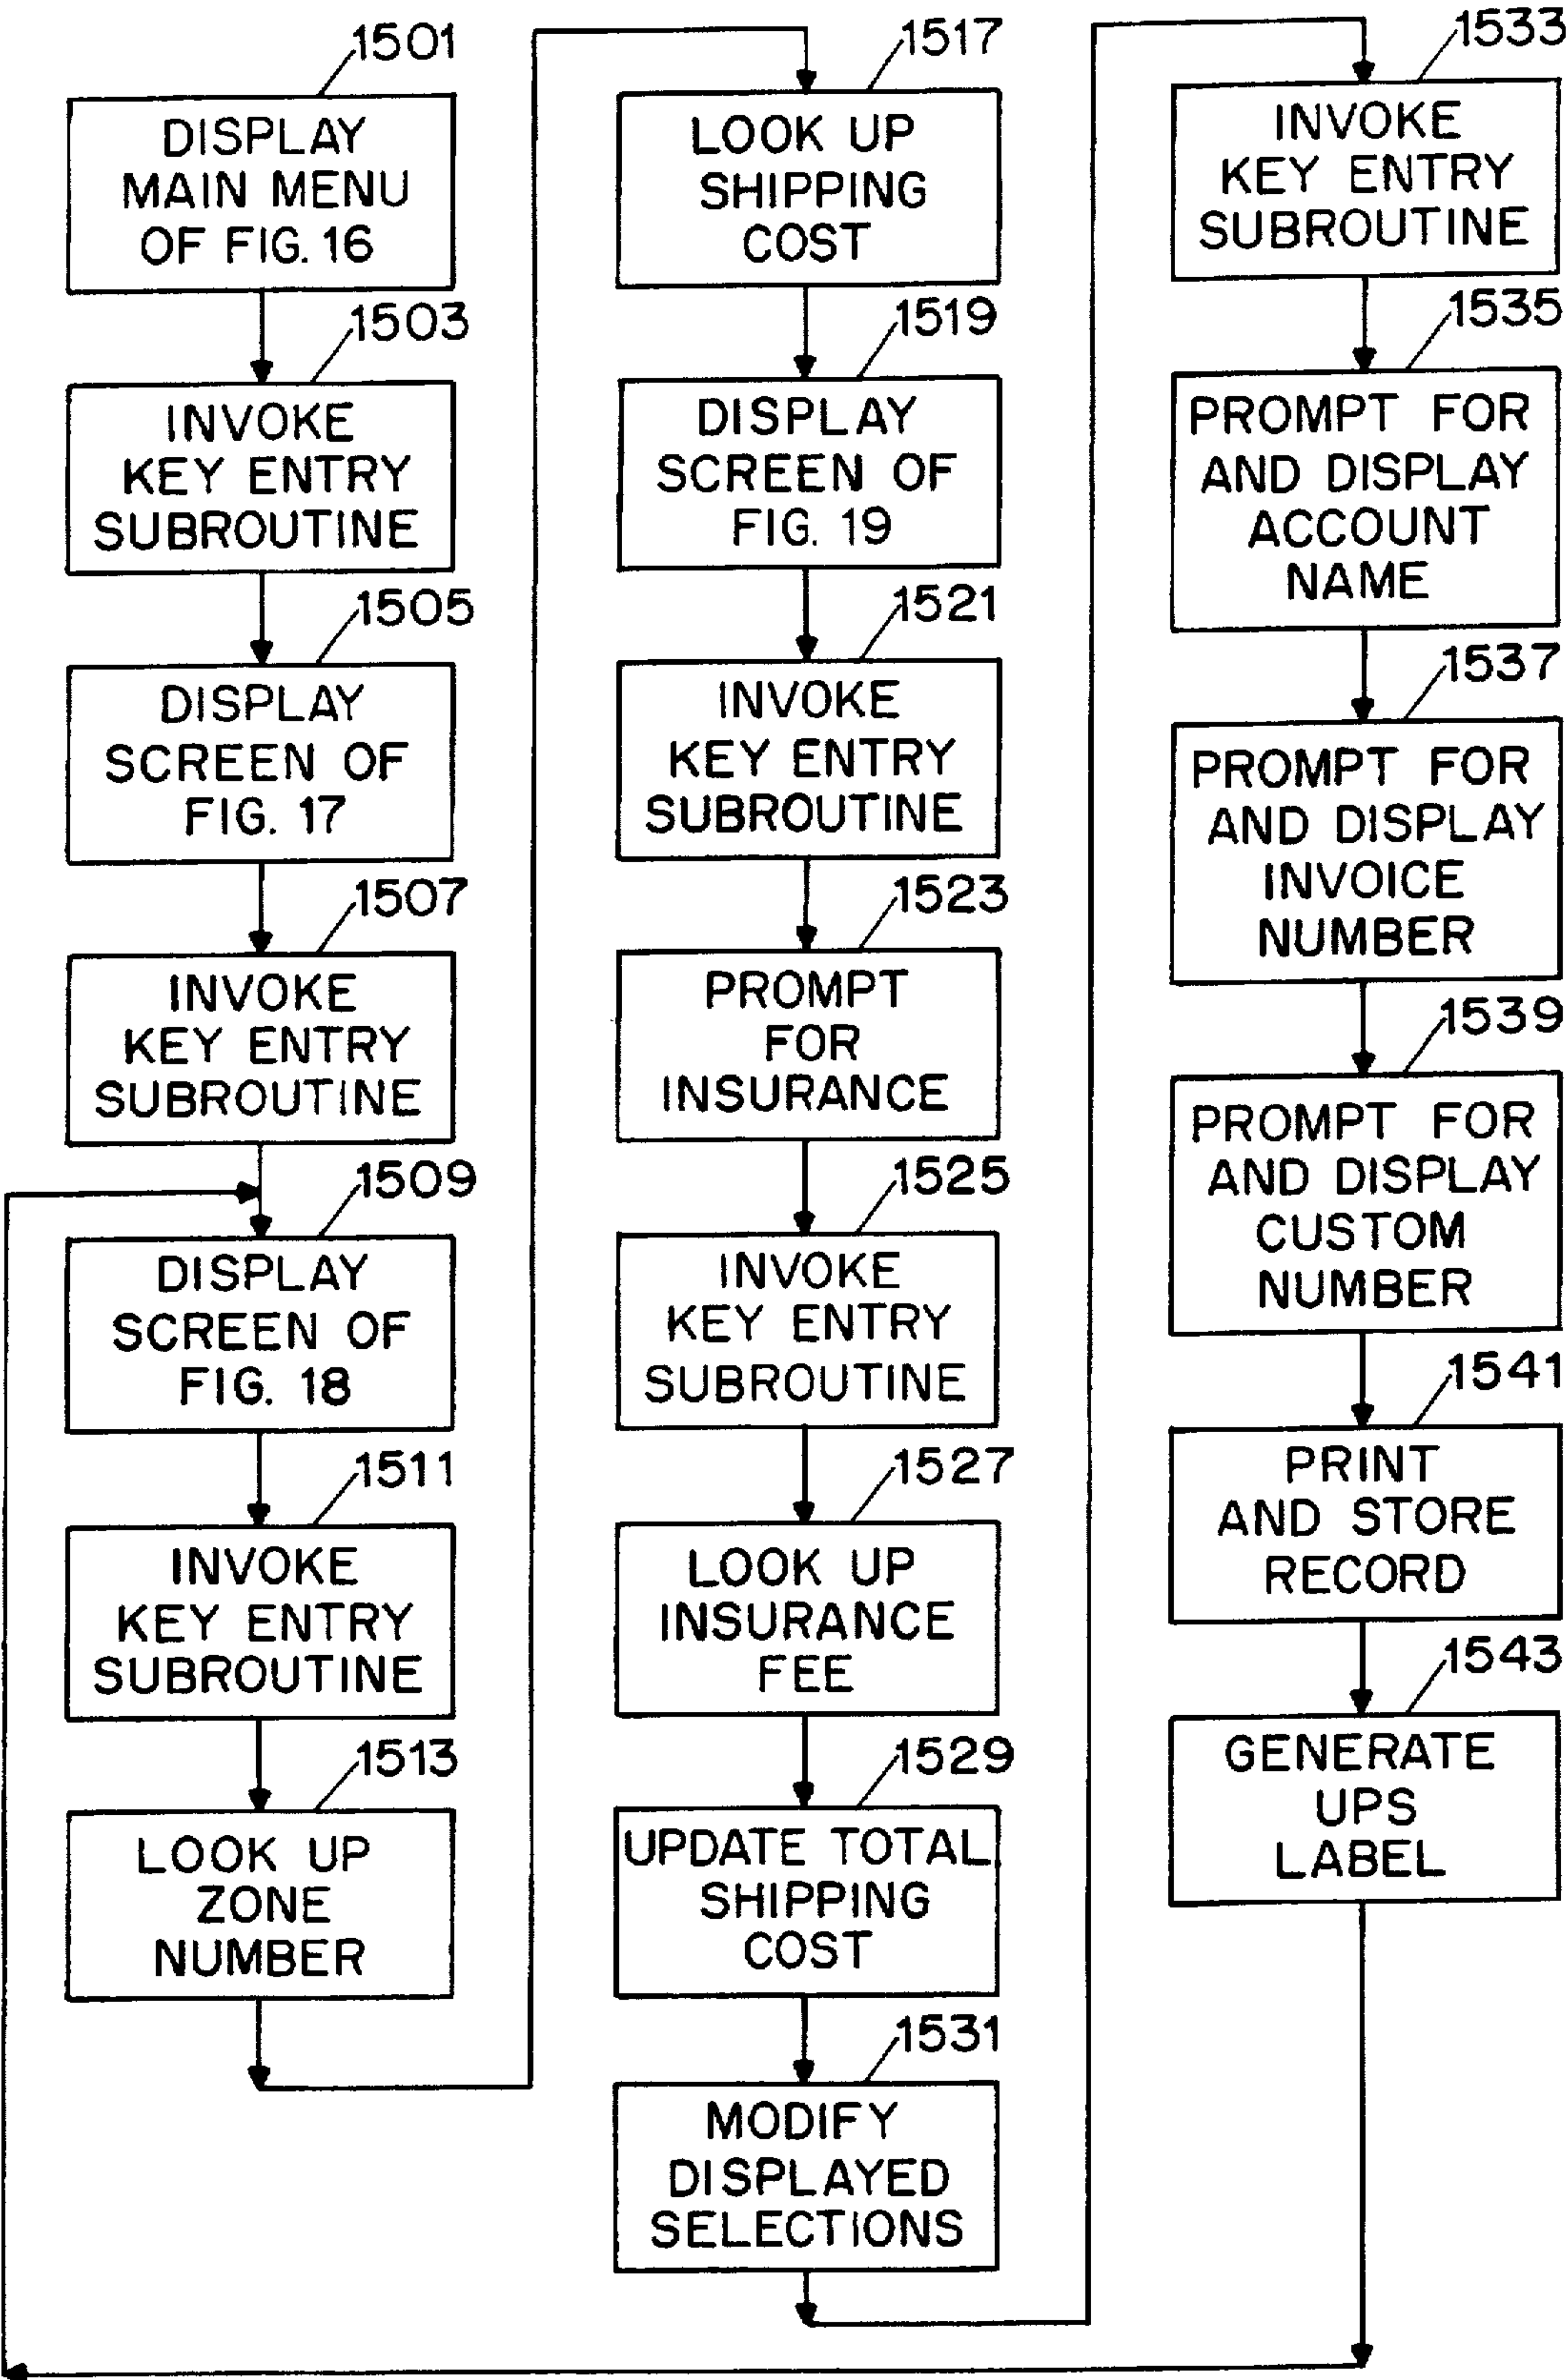 1501
DISPLAY
MAIN MENU
OF FIG. 16
1503
INVOKE
KEY ENTRY
SUBROUTINE
1505
DISPLAY
SCREEN OF
FIG. 17
1507
INVOKE
KEY ENTRY
SUBROUTINE
1509
DISPLAY
SCREEN OF
FIG. 18
1511
INVOKE
KEY ENTRY
SUBROUTINE
1513
LOOK UP
ZONE
NUMBER
1517
LOOK UP
SHIPPING
COST
1519
DISPLAY
SCREEN OF
FIG. 19
1521
INVOKE
KEY ENTRY
SUBROUTINE
1523
PROMPT
FOR
INSURANCE
1525
INVOKE
KEY ENTRY
SUBROUTINE
1527
LOOK UP
INSURANCE
FEE
1529
UPDATE TOTAL
SHIPPING
COST
1531
MODIFY
DISPLAYED
SELECTIONS
1533
INVOKE
KEY ENTRY
SUBROUTINE
1535
PROMPT FOR
AND DISPLAY
ACCOUNT
NAME
1537
PROMPT FOR
AND DISPLAY
INVOICE
NUMBER
1539
PROMPT FOR
AND DISPLAY
CUSTOM
NUMBER
1541
PRINT
AND STORE
RECORD
1543
GENERATE
UPS
LABEL